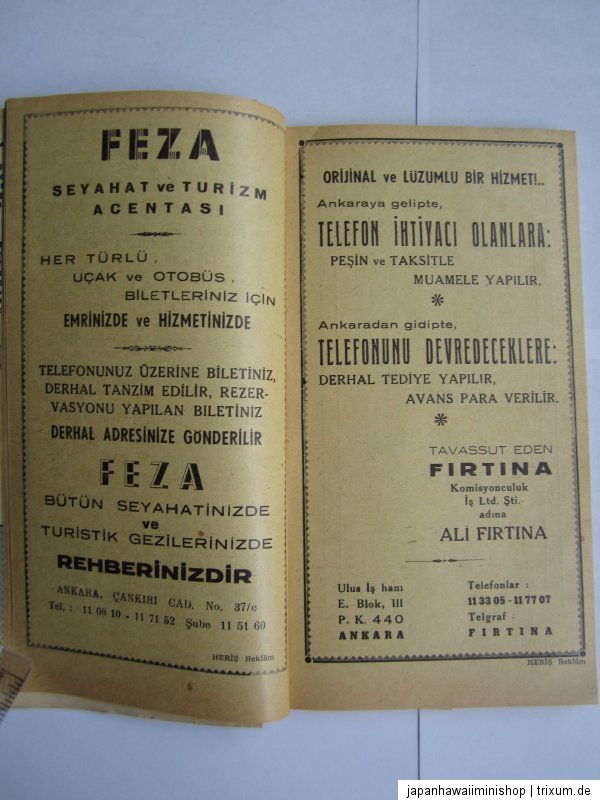 FEZA
SEYAHAT ve TURİZM
ACENTASI
HER TÜRLÜ,
UÇAK ve OTOBÜS,
BİLETLERİNİZ İÇİN
EMRİNİZDE ve HİZMETİNİZDE
TELEFONUNUZ ÜZERİNE BİLETİNİZ,
DERHAL TANZİM EDİLİR, REZER-
VASYONU YAPILAN BİLETİNİZ
DERHAL ADRESİNİZE GÖNDERİLİR
FEZA
BÜTÜN SEYAHATİNİZDE
ve
TURİSTİK GEZİLERİNİZDE
REHBERİNİZDİR
ANKARA, ÇANKIRI CAD. No. 37/c
Tel. : 11 08 10 - 11 71 52 Şube 11 51 60
HERİŞ Reklâm
ORİJİNAL ve LÜZUMLU BİR HİZMET!..
Ankaraya gelipte,
TELEFON İHTİYACI OLANLARA:
PEŞİN ve TAKSİTLE
MUAMELE YAPILIR.
Ankaradan gidipte,
TELEFONUNU DEVREDECEKLERE:
DERHAL TEDİYE YAPILIR,
AVANS PARA VERİLİR.
TAVASSUT EDEN
FIRTINA
Komisyonculuk
İş Ltd. Şti.
adına
ALİ FIRTINA
Ulus İş hanı
E. Blok, III
P. K. 440
ANKARA
Telefonlar :
11 33 05 - 11 77 07
Telgraf :
FIRTINA
HERİŞ Reklâm
japanhawaiiminishop | trixum.de